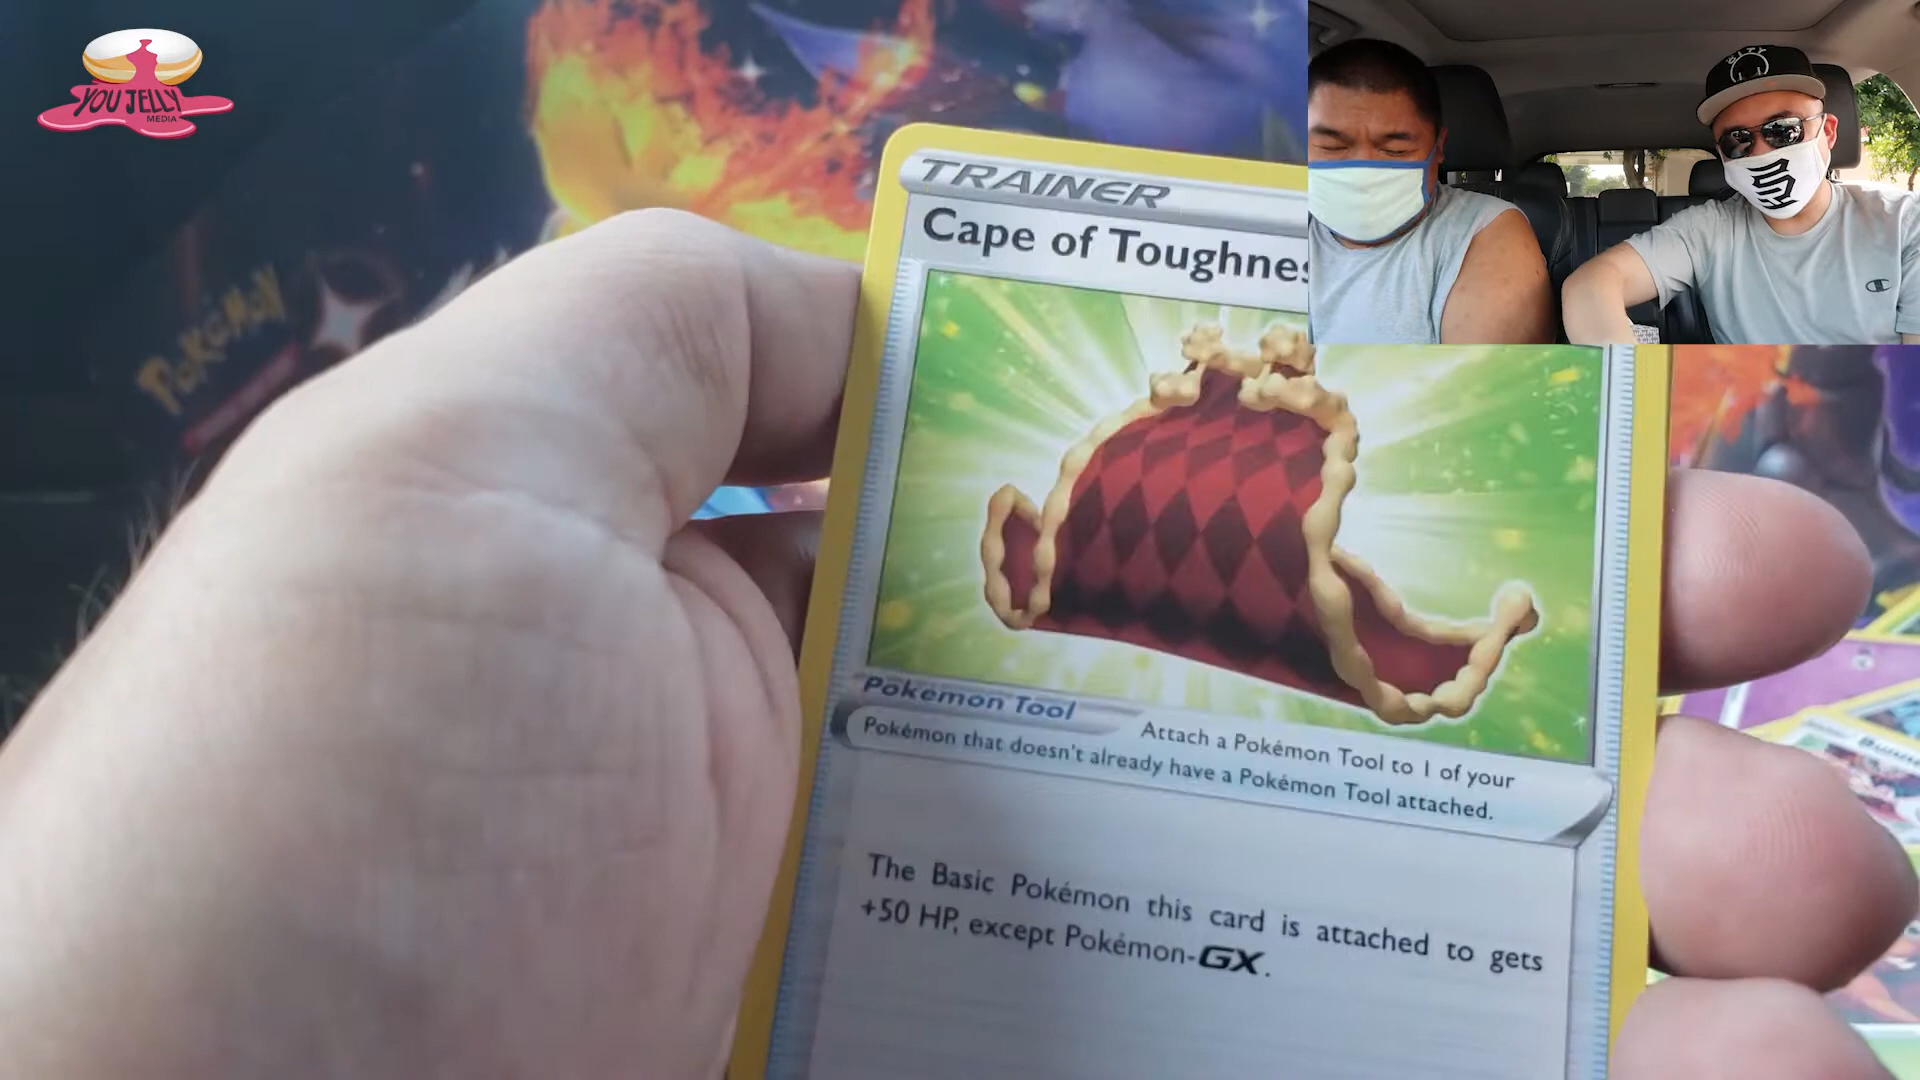 YOU JELLY
MEDIA
POKÉMON
TRAINER
Cape of Toughnes
Pokémon Tool
Attach a Pokémon Tool to 1 of your
Pokémon that doesn't already have a Pokémon Tool attached.
The Basic Pokémon this card is attached to gets
+50 HP, except Pokémon-GX.